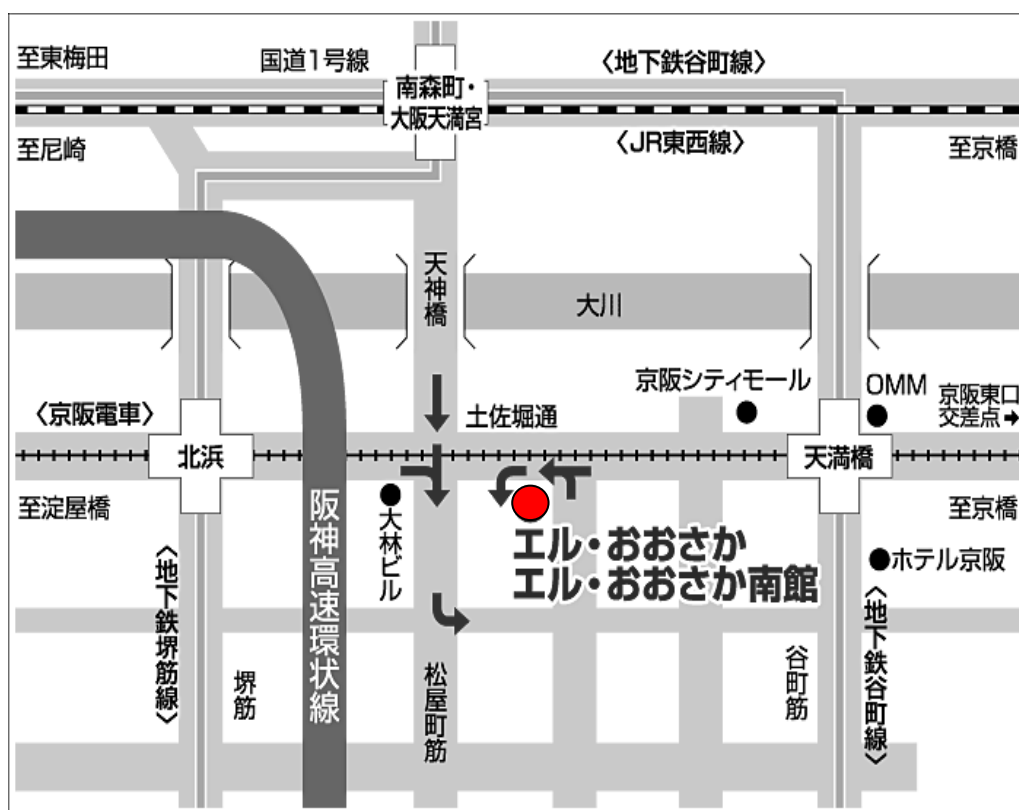 至東梅田
国道1号線
〈地下鉄谷町線〉
南森町・
大阪天満宮
至尼崎
〈JR東西線〉
至京橋
天神橋
大川
京阪シティモール
OMM
京阪東口
交差点➜
〈京阪電車〉
土佐堀通
北浜
天満橋
至淀屋橋
至京橋
大林ビル
エル・おおさか
エル・おおさか南館
ホテル京阪
阪神高速環状線
〈地下鉄堺筋線〉
堺筋
松屋町筋
谷町筋
〈地下鉄谷町線〉